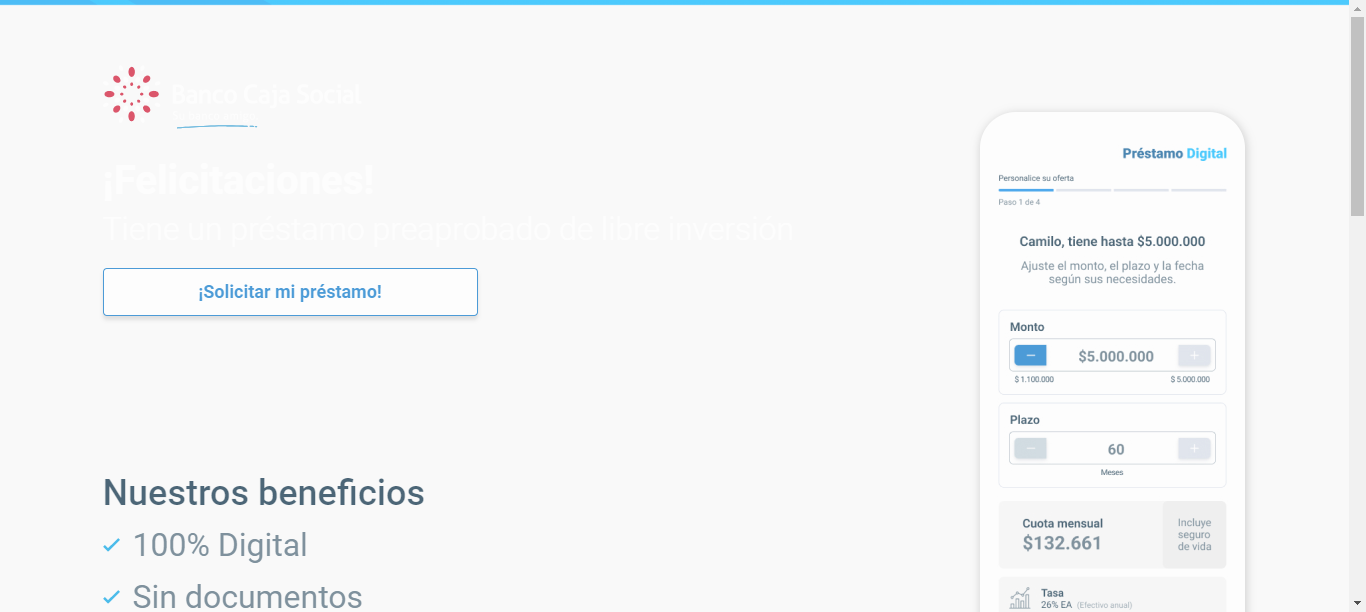 Banco Caja Social
¡Felicitaciones!
Tiene un préstamo preaprobado de libre inversión
¡Solicitar mi préstamo!
Nuestros beneficios
100% Digital
Sin documentos
Préstamo Digital
Personalice su oferta
Paso 1 de 4
Camilo, tiene hasta $5.000.000
Ajuste el monto, el plazo y la fecha
según sus necesidades.
Monto
− $5.000.000 +
$ 1.100.000 $ 5.000.000
Plazo
− 60 +
Meses
Cuota mensual
$132.661
Incluye
seguro
de vida
Tasa
26% EA (Efectivo anual)